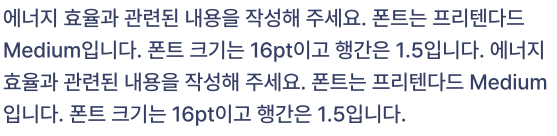 에너지 효율과 관련된 내용을 작성해 주세요. 폰트는 프리텐다드
Medium입니다. 폰트 크기는 16pt이고 행간은 1.5입니다. 에너지
효율과 관련된 내용을 작성해 주세요. 폰트는 프리텐다드 Medium
입니다. 폰트 크기는 16pt이고 행간은 1.5입니다.